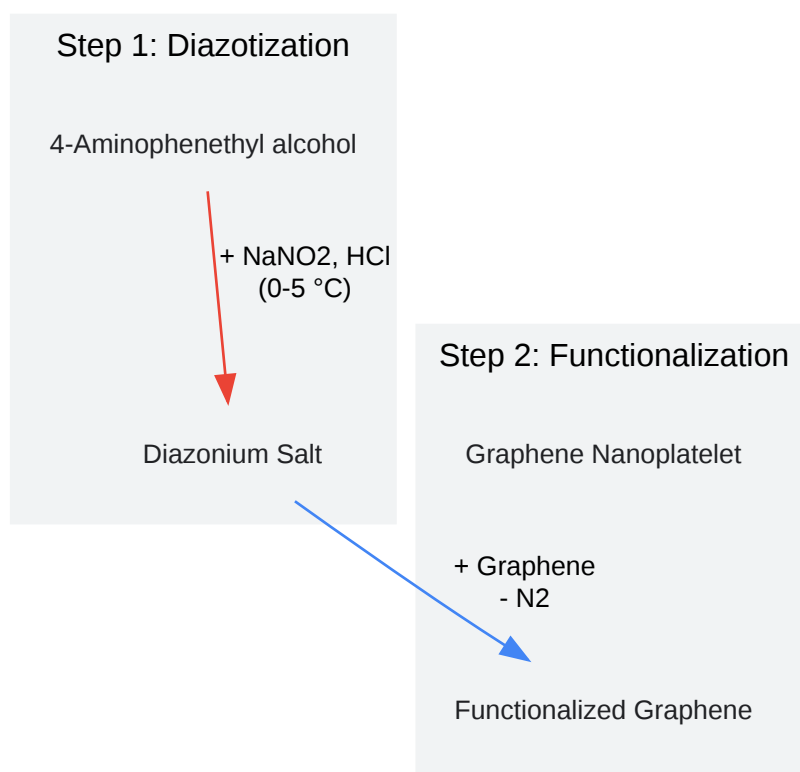 Step 1: Diazotization
4-Aminophenethyl alcohol
+ NaNO2, HCl
(0-5 °C)
Diazonium Salt
Step 2: Functionalization
Graphene Nanoplatelet
+ Graphene
- N2
Functionalized Graphene